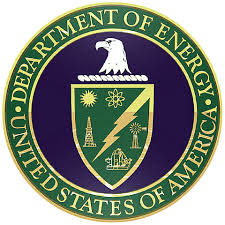 · DEPARTMENT OF ENERGY ·
UNITED STATES OF AMERICA